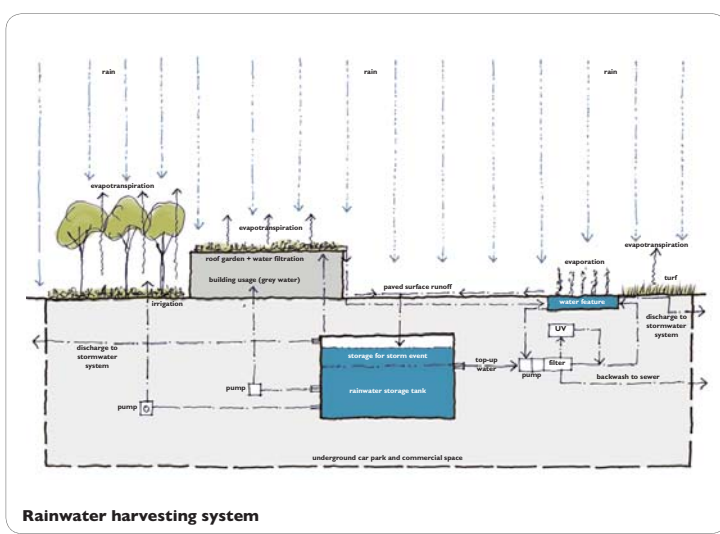 rain
rain
rain
evapotranspiration
evapotranspiration
evapotranspiration
roof garden + water filtration
evaporation
turf
building usage (grey water)
paved surface runoff
water feature
irrigation
discharge to
stormwater
system
UV
discharge to
stormwater
system
storage for storm event
top-up
water
filter
pump
backwash to sewer
pump
rainwater storage tank
pump
underground car park and commercial space
Rainwater harvesting system